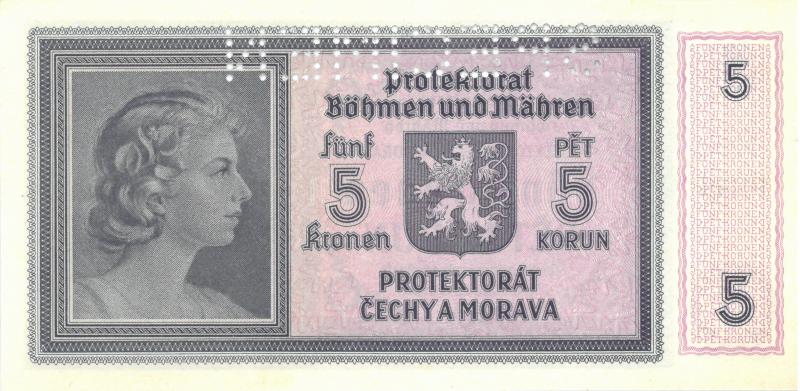 Protektorat
Böhmen und Mähren
fünf PĚT
5 5
Kronen KORUN
PROTEKTORÁT
ČECHY A MORAVA
5
5